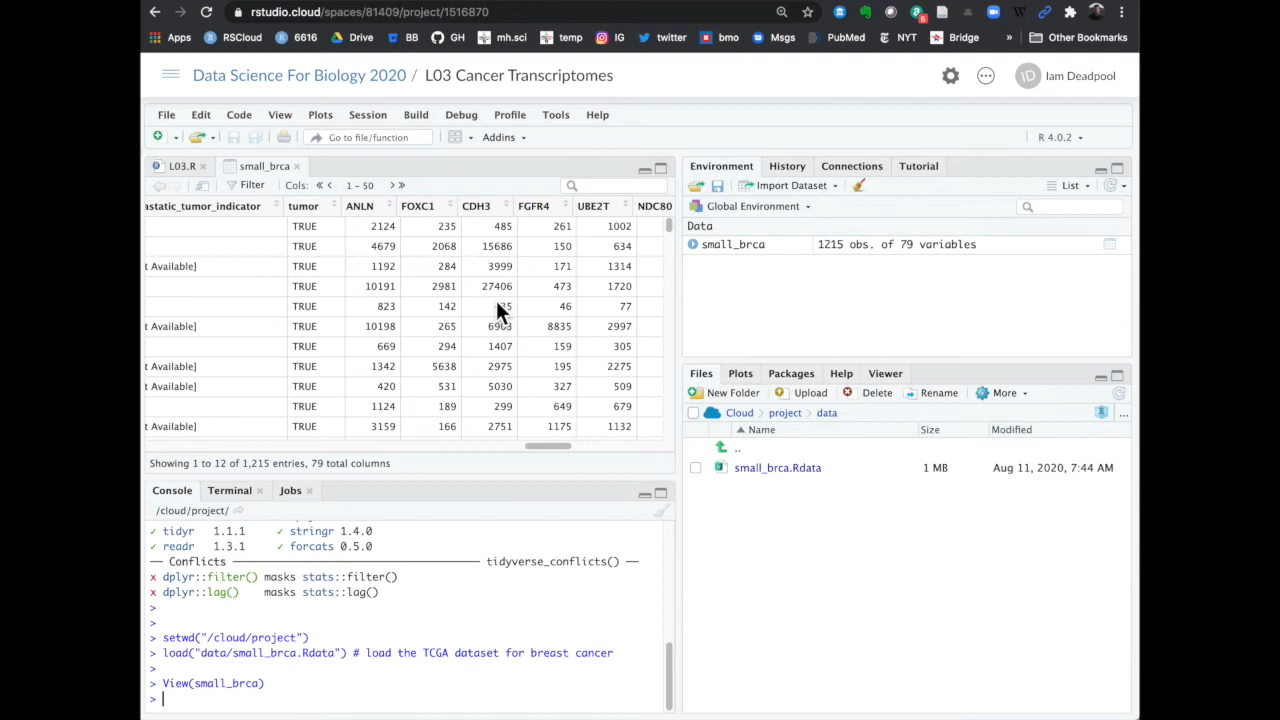 rstudio.cloud/spaces/81409/project/1516870
Apps RSCloud 6616 Drive BB GH mh.sci temp IG twitter bmo Msgs PubMed NYT Bridge » Other Bookmarks
Data Science For Biology 2020 / L03 Cancer Transcriptomes
ID Iam Deadpool
File Edit Code View Plots Session Build Debug Profile Tools Help
Go to file/function Addins R 4.0.2
L03.R small_brca
Filter Cols: 1 - 50
astatic_tumor_indicator tumor ANLN FOXC1 CDH3 FGFR4 UBE2T NDC80
TRUE 2124 235 485 261 1002
TRUE 4679 2068 15686 150 634
t Available] TRUE 1192 284 3999 171 1314
TRUE 10191 2981 27406 473 1720
TRUE 823 142 46 77
t Available] TRUE 10198 265 8835 2997
TRUE 669 294 1407 159 305
t Available] TRUE 1342 5638 2975 195 2275
t Available] TRUE 420 531 5030 327 509
TRUE 1124 189 299 649 679
t Available] TRUE 3159 166 2751 1175 1132
Showing 1 to 12 of 1,215 entries, 79 total columns
Console Terminal Jobs
/cloud/project/
✓ tidyr 1.1.1 ✓ stringr 1.4.0
✓ readr 1.3.1 ✓ forcats 0.5.0
── Conflicts ── tidyverse_conflicts() ──
x dplyr::filter() masks stats::filter()
x dplyr::lag() masks stats::lag()
>
>
> setwd("/cloud/project")
> load("data/small_brca.Rdata") # load the TCGA dataset for breast cancer
>
> View(small_brca)
>
Environment History Connections Tutorial
Import Dataset List
Global Environment
Data
small_brca 1215 obs. of 79 variables
Files Plots Packages Help Viewer
New Folder Upload Delete Rename More
Cloud > project > data ...
Name Size Modified
..
small_brca.Rdata 1 MB Aug 11, 2020, 7:44 AM